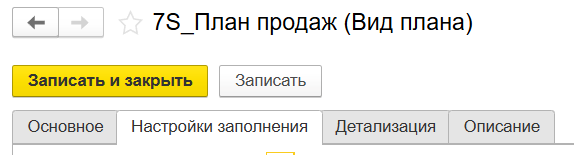 7S_План продаж (Вид плана)
Записать и закрыть Записать
Основное Настройки заполнения Детализация Описание